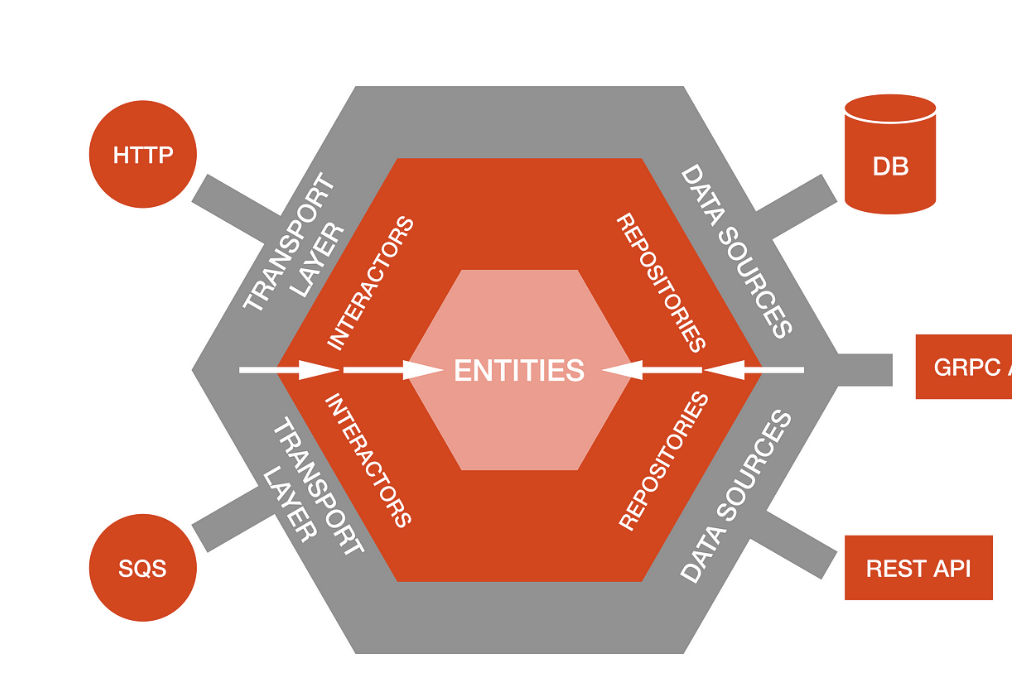 HTTP
DB
TRANSPORT
LAYER
INTERACTORS
REPOSITORIES
DATA SOURCES
ENTITIES
GRPC
INTERACTORS
TRANSPORT
LAYER
REPOSITORIES
DATA SOURCES
SQS
REST API